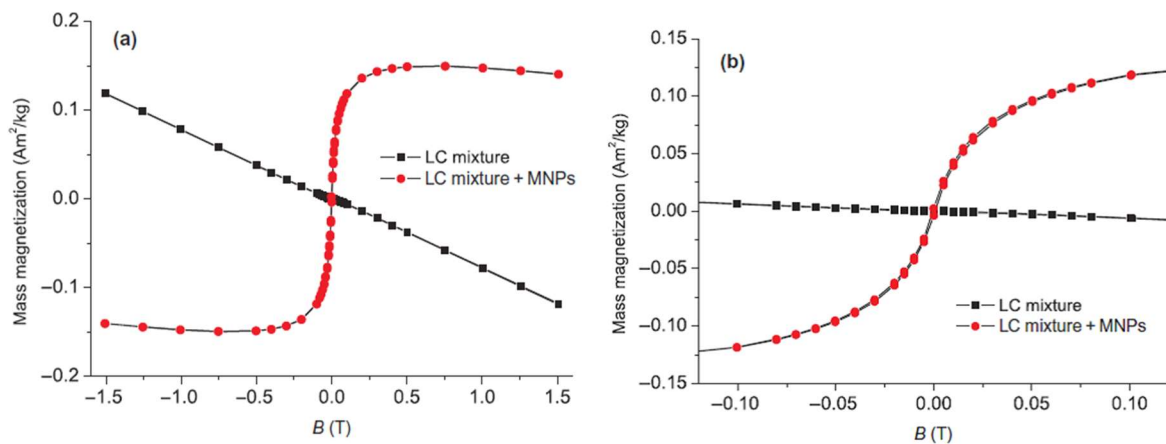 (a)
Mass magnetization (Am²/kg)
0.2
0.1
0.0
–0.1
–0.2
LC mixture
LC mixture + MNPs
–1.5 –1.0 –0.5 0.0 0.5 1.0 1.5
B (T)
(b)
Mass magnetization (Am²/kg)
0.15
0.10
0.05
0.00
–0.05
–0.10
–0.15
LC mixture
LC mixture + MNPs
–0.10 –0.05 0.00 0.05 0.10
B (T)